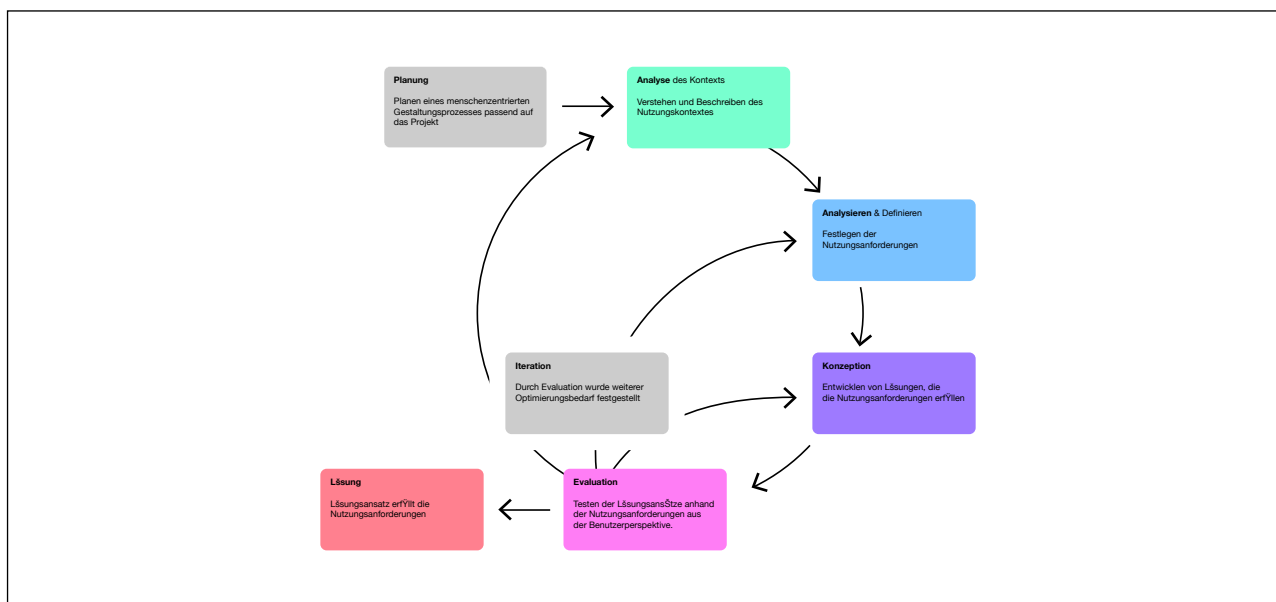 Planung
Planen eines menschenzentrierten
Gestaltungsprozesses passend auf
das Projekt
Analyse des Kontexts
Verstehen und Beschreiben des
Nutzungskontextes
Analysieren & Definieren
Festlegen der
Nutzungsanforderungen
Iteration
Durch Evaluation wurde weiterer
Optimierungsbedarf festgestellt
Konzeption
Entwicklen von Lšsungen, die
die Nutzungsanforderungen erfŸllen
Lšsung
Lšsungsansatz erfŸllt die
Nutzungsanforderungen
Evaluation
Testen der LšsungsansŠtze anhand
der Nutzungsanforderungen aus
der Benutzerperspektive.